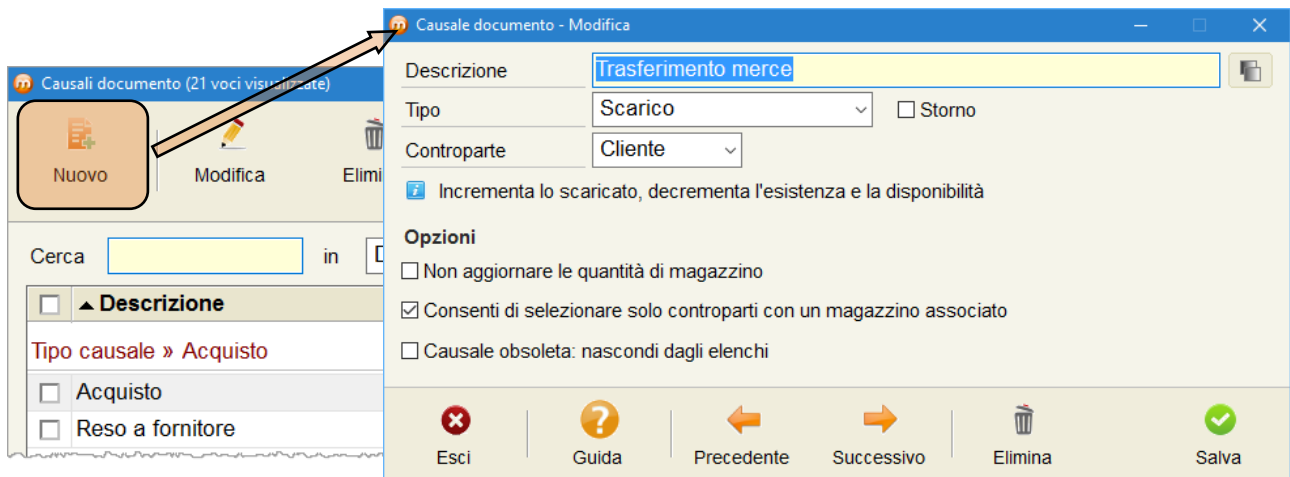 Causali documento (21 voci visualizzate)
Nuovo
Modifica
Cerca
in
Descrizione
Tipo causale » Acquisto
Acquisto
Reso a fornitore
Causale documento - Modifica
Descrizione Trasferimento merce
Tipo Scarico Storno
Controparte Cliente
Incrementa lo scaricato, decrementa l'esistenza e la disponibilità
Opzioni
Non aggiornare le quantità di magazzino
Consenti di selezionare solo controparti con un magazzino associato
Causale obsoleta: nascondi dagli elenchi
Esci Guida Precedente Successivo Elimina Salva